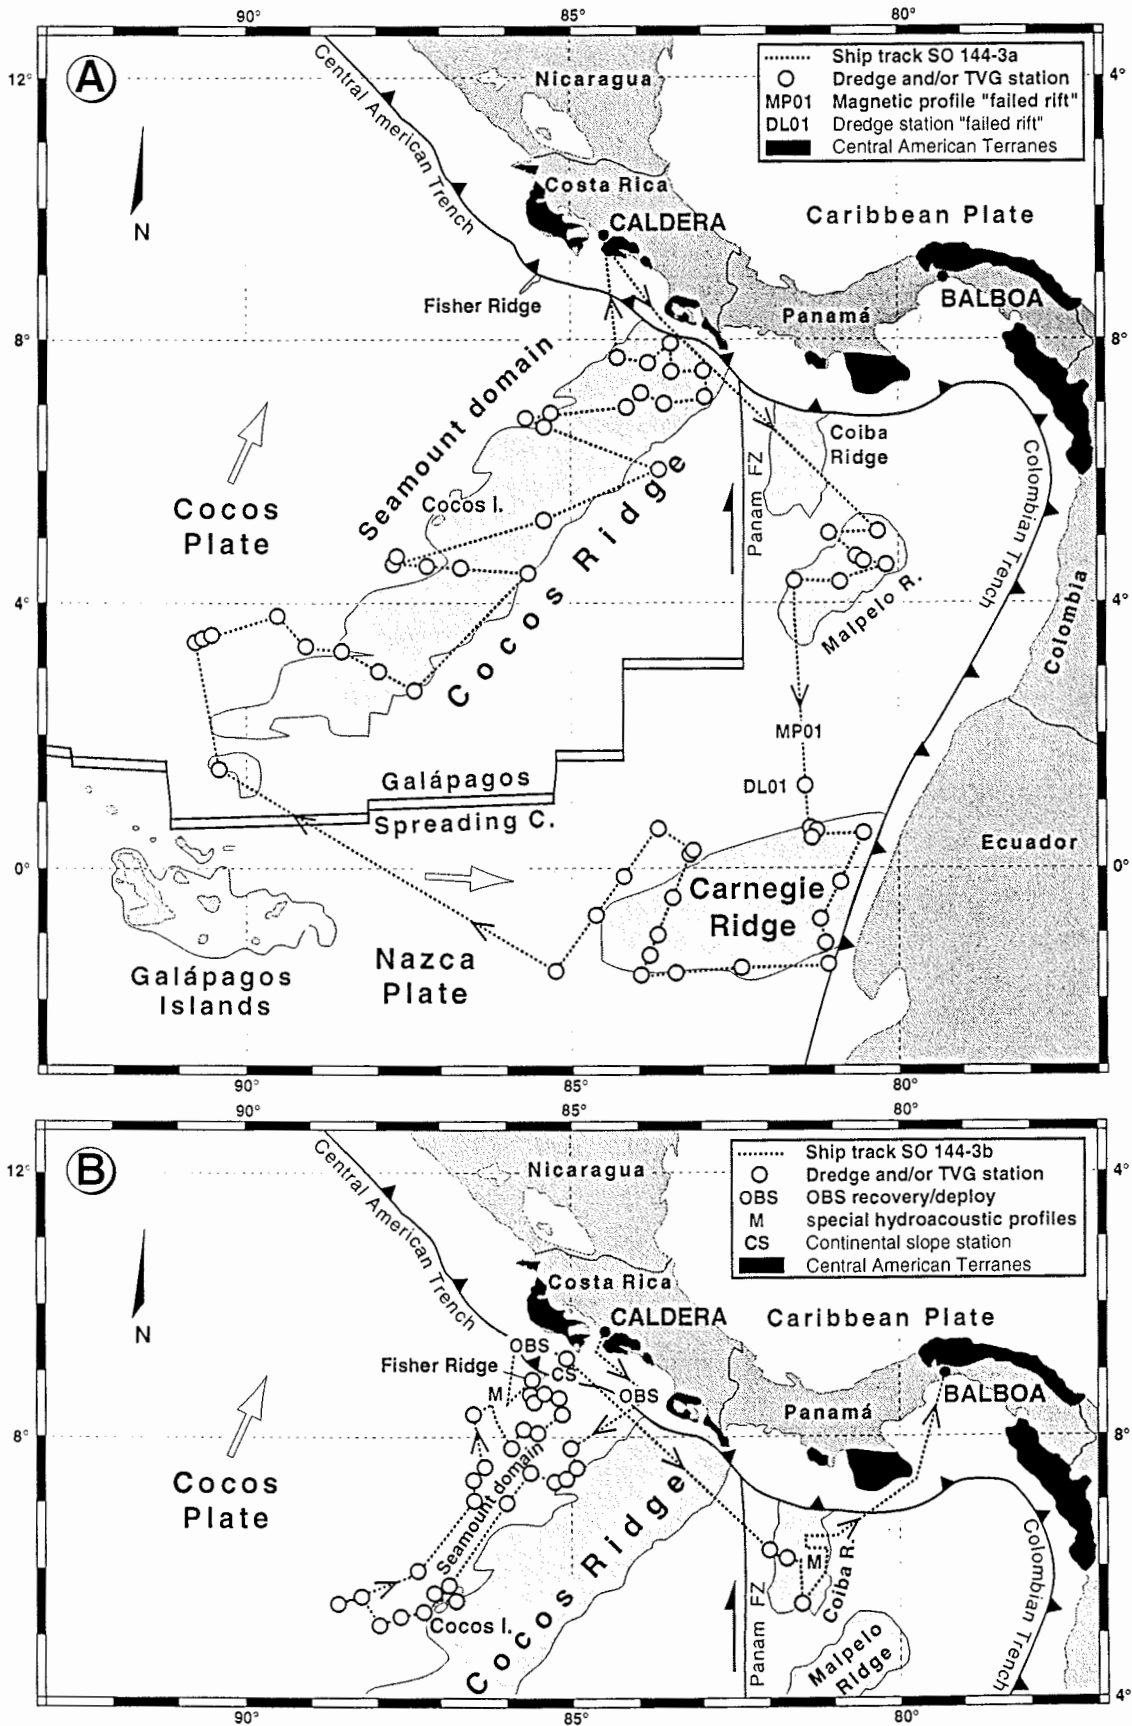 90°
85°
80°
A
12°
4°
Ship track SO 144-3a
Dredge and/or TVG station
MP01 Magnetic profile "failed rift"
DL01 Dredge station "failed rift"
Central American Terranes
Central American Trench
Nicaragua
N
Costa Rica
CALDERA
Caribbean Plate
Fisher Ridge
BALBOA
Panamá
8°
8°
Seamount domain
Coiba
Ridge
Panam FZ
Cocos I.
Cocos
Plate
Cocos Ridge
Colombian Trench
Malpelo R.
Colombia
4°
4°
MP01
DL01
Galápagos
Spreading C.
Ecuador
0°
0°
Carnegie
Ridge
Nazca
Plate
Galápagos
Islands
90°
85°
80°
90°
85°
80°
B
12°
4°
Ship track SO 144-3b
Dredge and/or TVG station
OBS OBS recovery/deploy
M special hydroacoustic profiles
CS Continental slope station
Central American Terranes
Central American Trench
Nicaragua
N
Costa Rica
CALDERA
Caribbean Plate
OBS
Fisher Ridge
CS
M
OBS
BALBOA
Panamá
8°
8°
Seamount domain
Cocos
Plate
Cocos Ridge
M
Coiba R.
Panam FZ
Colombian Trench
Cocos I.
Malpelo
Ridge
4°
90°
85°
80°